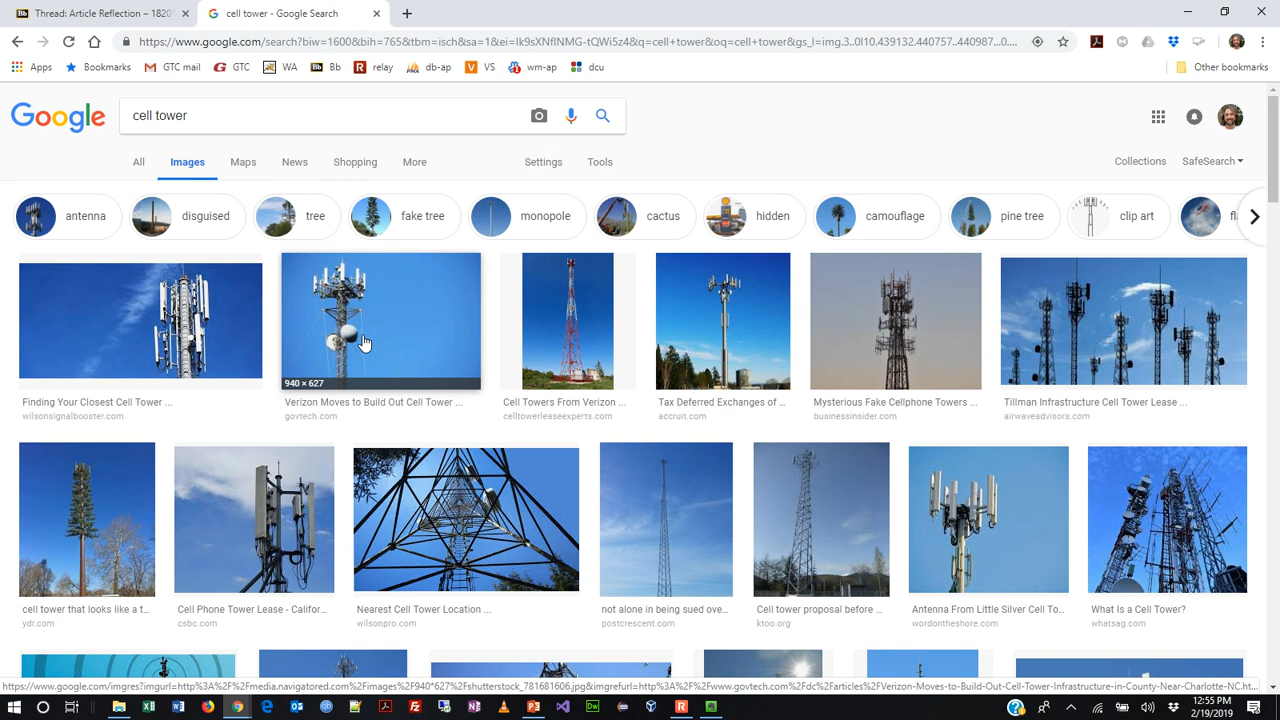 Thread: Article Reflection – 18201
cell tower - Google Search
https://www.google.com/search?biw=1600&bih=765&tbm=isch&sa=1&ei=Ik9sXNflNMG-tQWi5z4&q=cell+tower&oq=cell+tower&gs_l=img.3..0l10.439132.440757..440987...0....
Apps Bookmarks GTC mail GTC WA Bb relay db-ap VS wm-ap dcu Other bookmarks
Google
cell tower
All Images Maps News Shopping More Settings Tools Collections SafeSearch
antenna disguised tree fake tree monopole cactus hidden camouflage pine tree clip art
940 × 627
Finding Your Closest Cell Tower ... Verizon Moves to Build Out Cell Tower ... Cell Towers From Verizon ... Tax Deferred Exchanges of ... Mysterious Fake Cellphone Towers ... Tillman Infrastructure Cell Tower Lease ...
wilsonsignalbooster.com govtech.com celltowerleaseexperts.com accruit.com businessinsider.com airwaveadvisors.com
cell tower that looks like a t... Cell Phone Tower Lease - Califor... Nearest Cell Tower Location ... not alone in being sued ove... Cell tower proposal before ... Antenna From Little Silver Cell To... What Is a Cell Tower?
ydr.com csbc.com wilsonpro.com postcrescent.com ktoo.org wordontheshore.com whatsag.com
https://www.google.com/imgres?imgurl=http%3A%2F%2Fmedia.navigatored.com%2Fimages%2F940*627%2Fshutterstock_781681606.jpg&imgrefurl=http%3A%2F%2Fwww.govtech.com%2Fdc%2Farticles%2FVerizon-Moves-to-Build-Out-Cell-Tower-Infrastructure-in-County-Near-Charlotte-NC.ht...
12:55 PM
2/19/2019